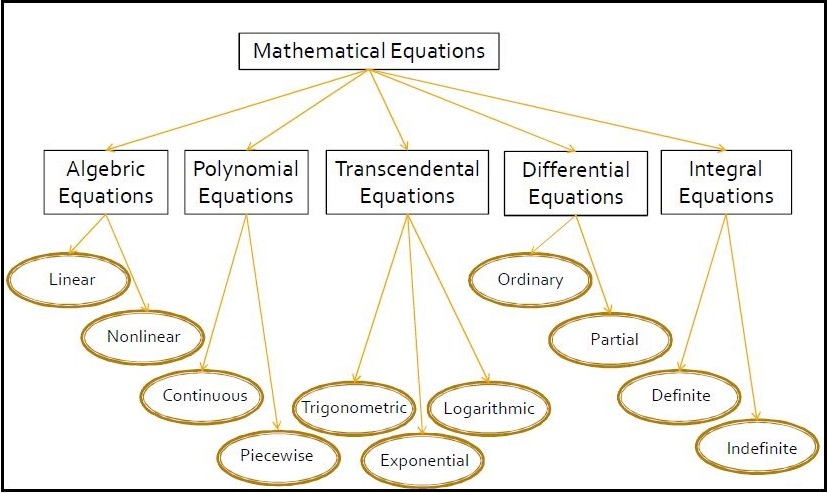 Mathematical Equations
Algebric
Equations
Polynomial
Equations
Transcendental
Equations
Differential
Equations
Integral
Equations
Linear
Ordinary
Nonlinear
Partial
Continuous
Definite
Trigonometric
Logarithmic
Piecewise
Exponential
Indefinite